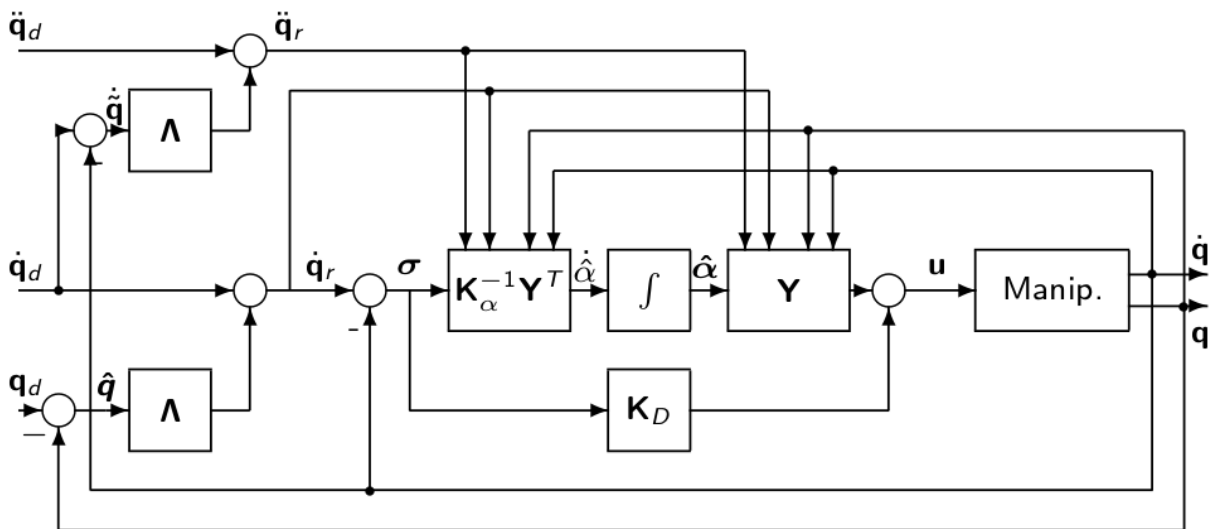 q̈_d q̈_r
q̃̇ Λ
-
q̇_d q̇_r σ K_α^{-1}Y^T α̂̇ ∫ α̂ Y u Manip. q̇
-
q
q_d q̂ Λ K_D
—